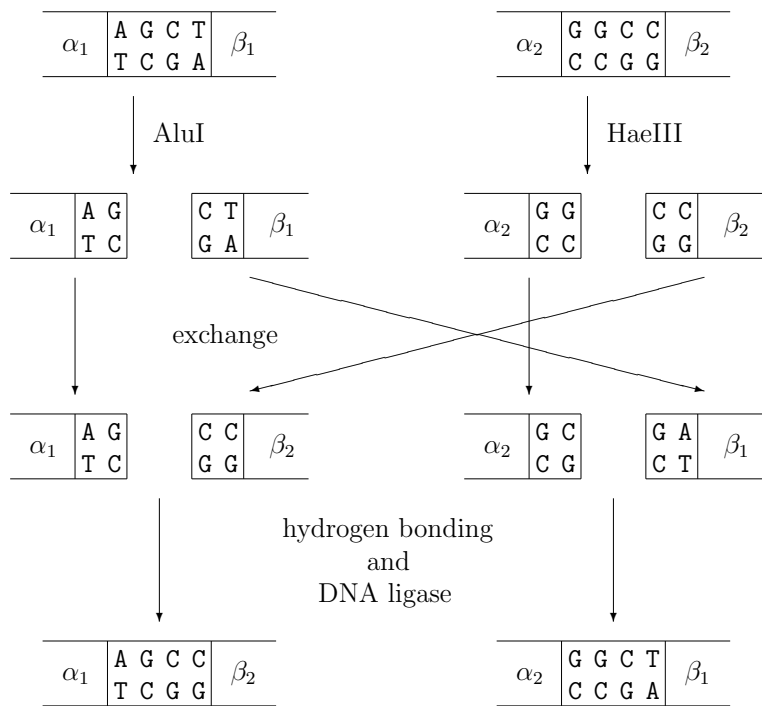 α₁ A G C T β₁ α₂ G G C C β₂
T C G A C C G G
AluI HaeIII
α₁ A G C T β₁ α₂ G G C C β₂
T C G A C C G G
exchange
α₁ A G C C β₂ α₂ G C G A β₁
T C G G C G C T
hydrogen bonding
and
DNA ligase
α₁ A G C C β₂ α₂ G G C T β₁
T C G G C C G A